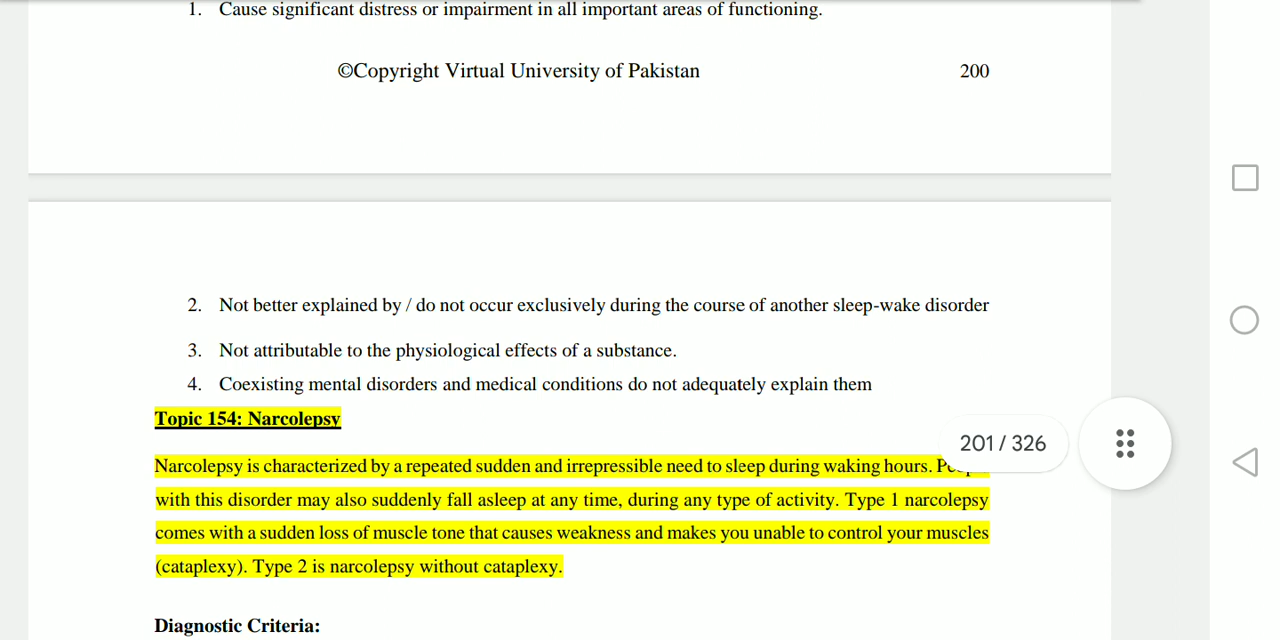 1. Cause significant distress or impairment in all important areas of functioning.
©Copyright Virtual University of Pakistan 200
2. Not better explained by / do not occur exclusively during the course of another sleep-wake disorder
3. Not attributable to the physiological effects of a substance.
4. Coexisting mental disorders and medical conditions do not adequately explain them
Topic 154: Narcolepsy
201 / 326
Narcolepsy is characterized by a repeated sudden and irrepressible need to sleep during waking hours.
with this disorder may also suddenly fall asleep at any time, during any type of activity. Type 1 narcolepsy
comes with a sudden loss of muscle tone that causes weakness and makes you unable to control your muscles
(cataplexy). Type 2 is narcolepsy without cataplexy.
Diagnostic Criteria: